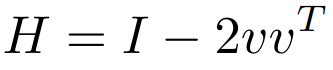 H = I − 2vv^T